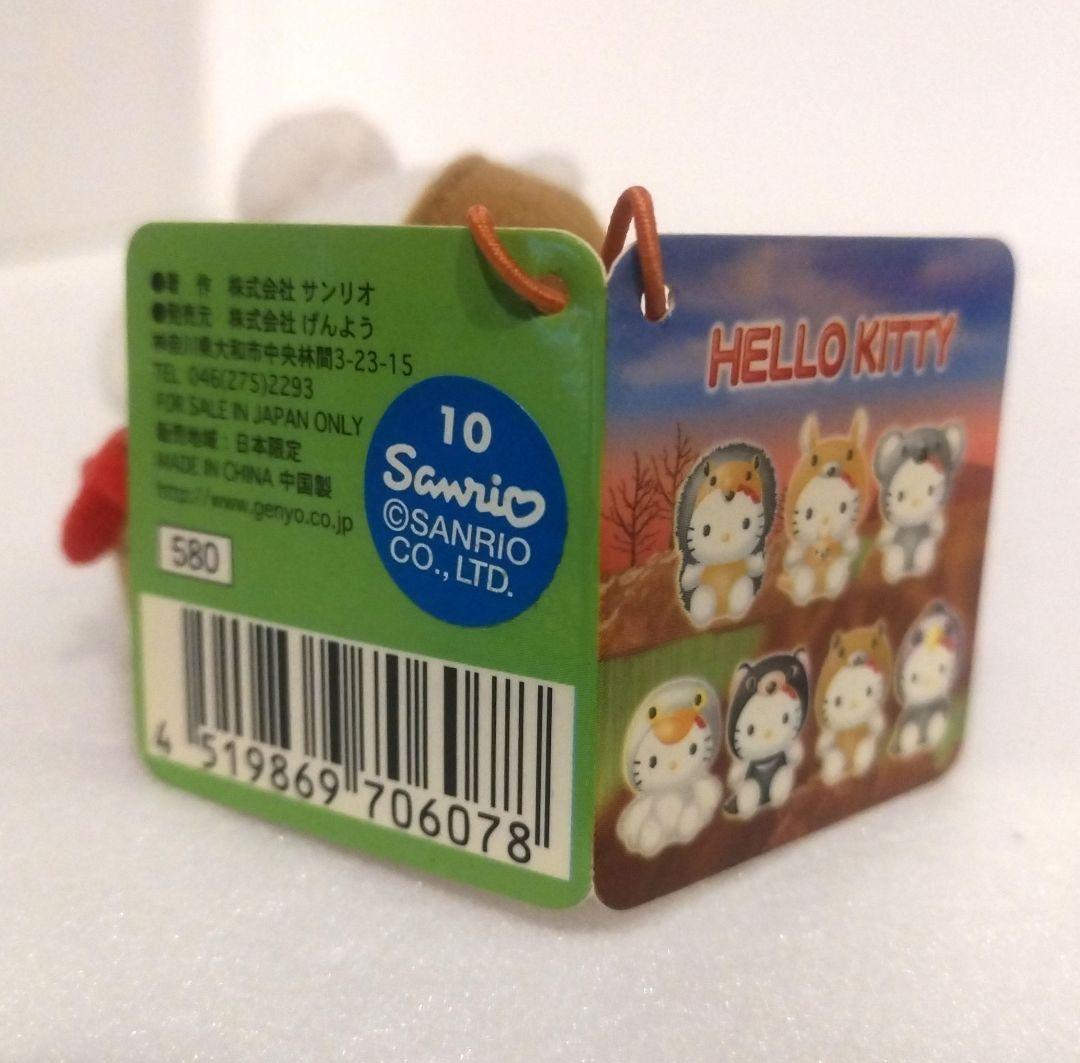 ●著 作 株式会社 サンリオ
●発売元 株式会社 げんよう
神奈川県大和市中央林間3-23-15
TEL 046(275)2293
FOR SALE IN JAPAN ONLY
販売地域：日本限定
MADE IN CHINA 中国製
http://www.genyo.co.jp
580
10
Sanrio
©SANRIO
CO., LTD.
4 519869 706078
HELLO KITTY